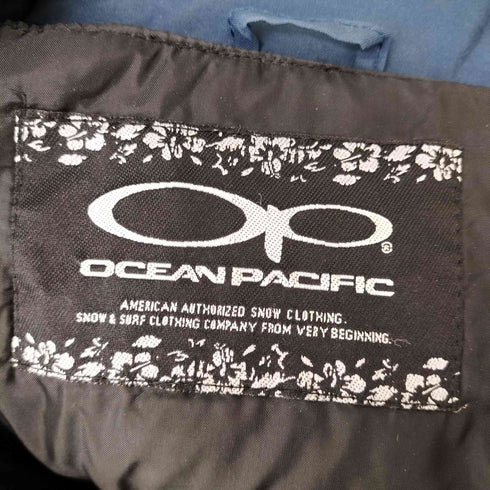 Op®
OCEAN PACIFIC
AMERICAN AUTHORIZED SNOW CLOTHING.
SNOW & SURF CLOTHING COMPANY FROM VERY BEGINNING.